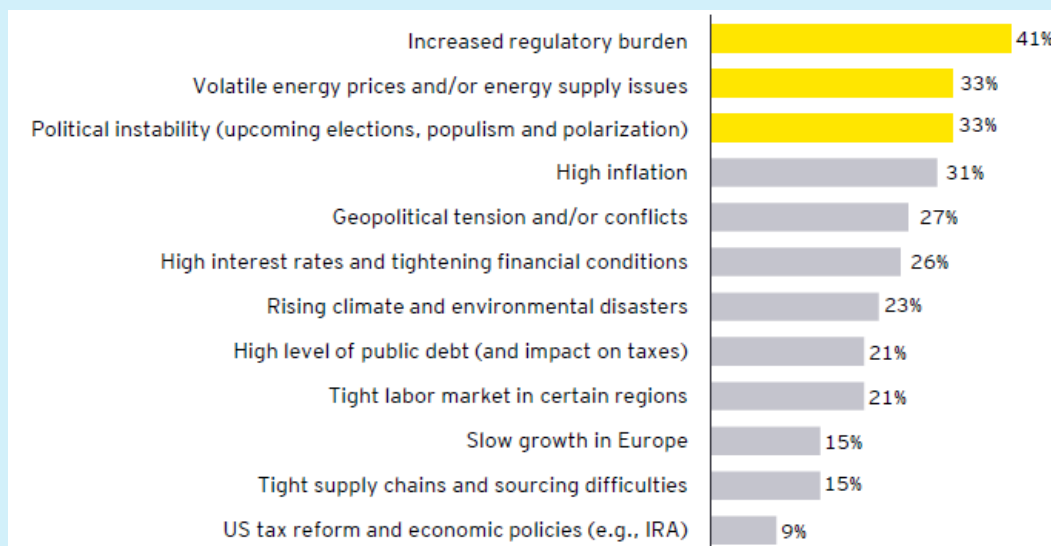 Increased regulatory burden 41%
Volatile energy prices and/or energy supply issues 33%
Political instability (upcoming elections, populism and polarization) 33%
High inflation 31%
Geopolitical tension and/or conflicts 27%
High interest rates and tightening financial conditions 26%
Rising climate and environmental disasters 23%
High level of public debt (and impact on taxes) 21%
Tight labor market in certain regions 21%
Slow growth in Europe 15%
Tight supply chains and sourcing difficulties 15%
US tax reform and economic policies (e.g., IRA) 9%